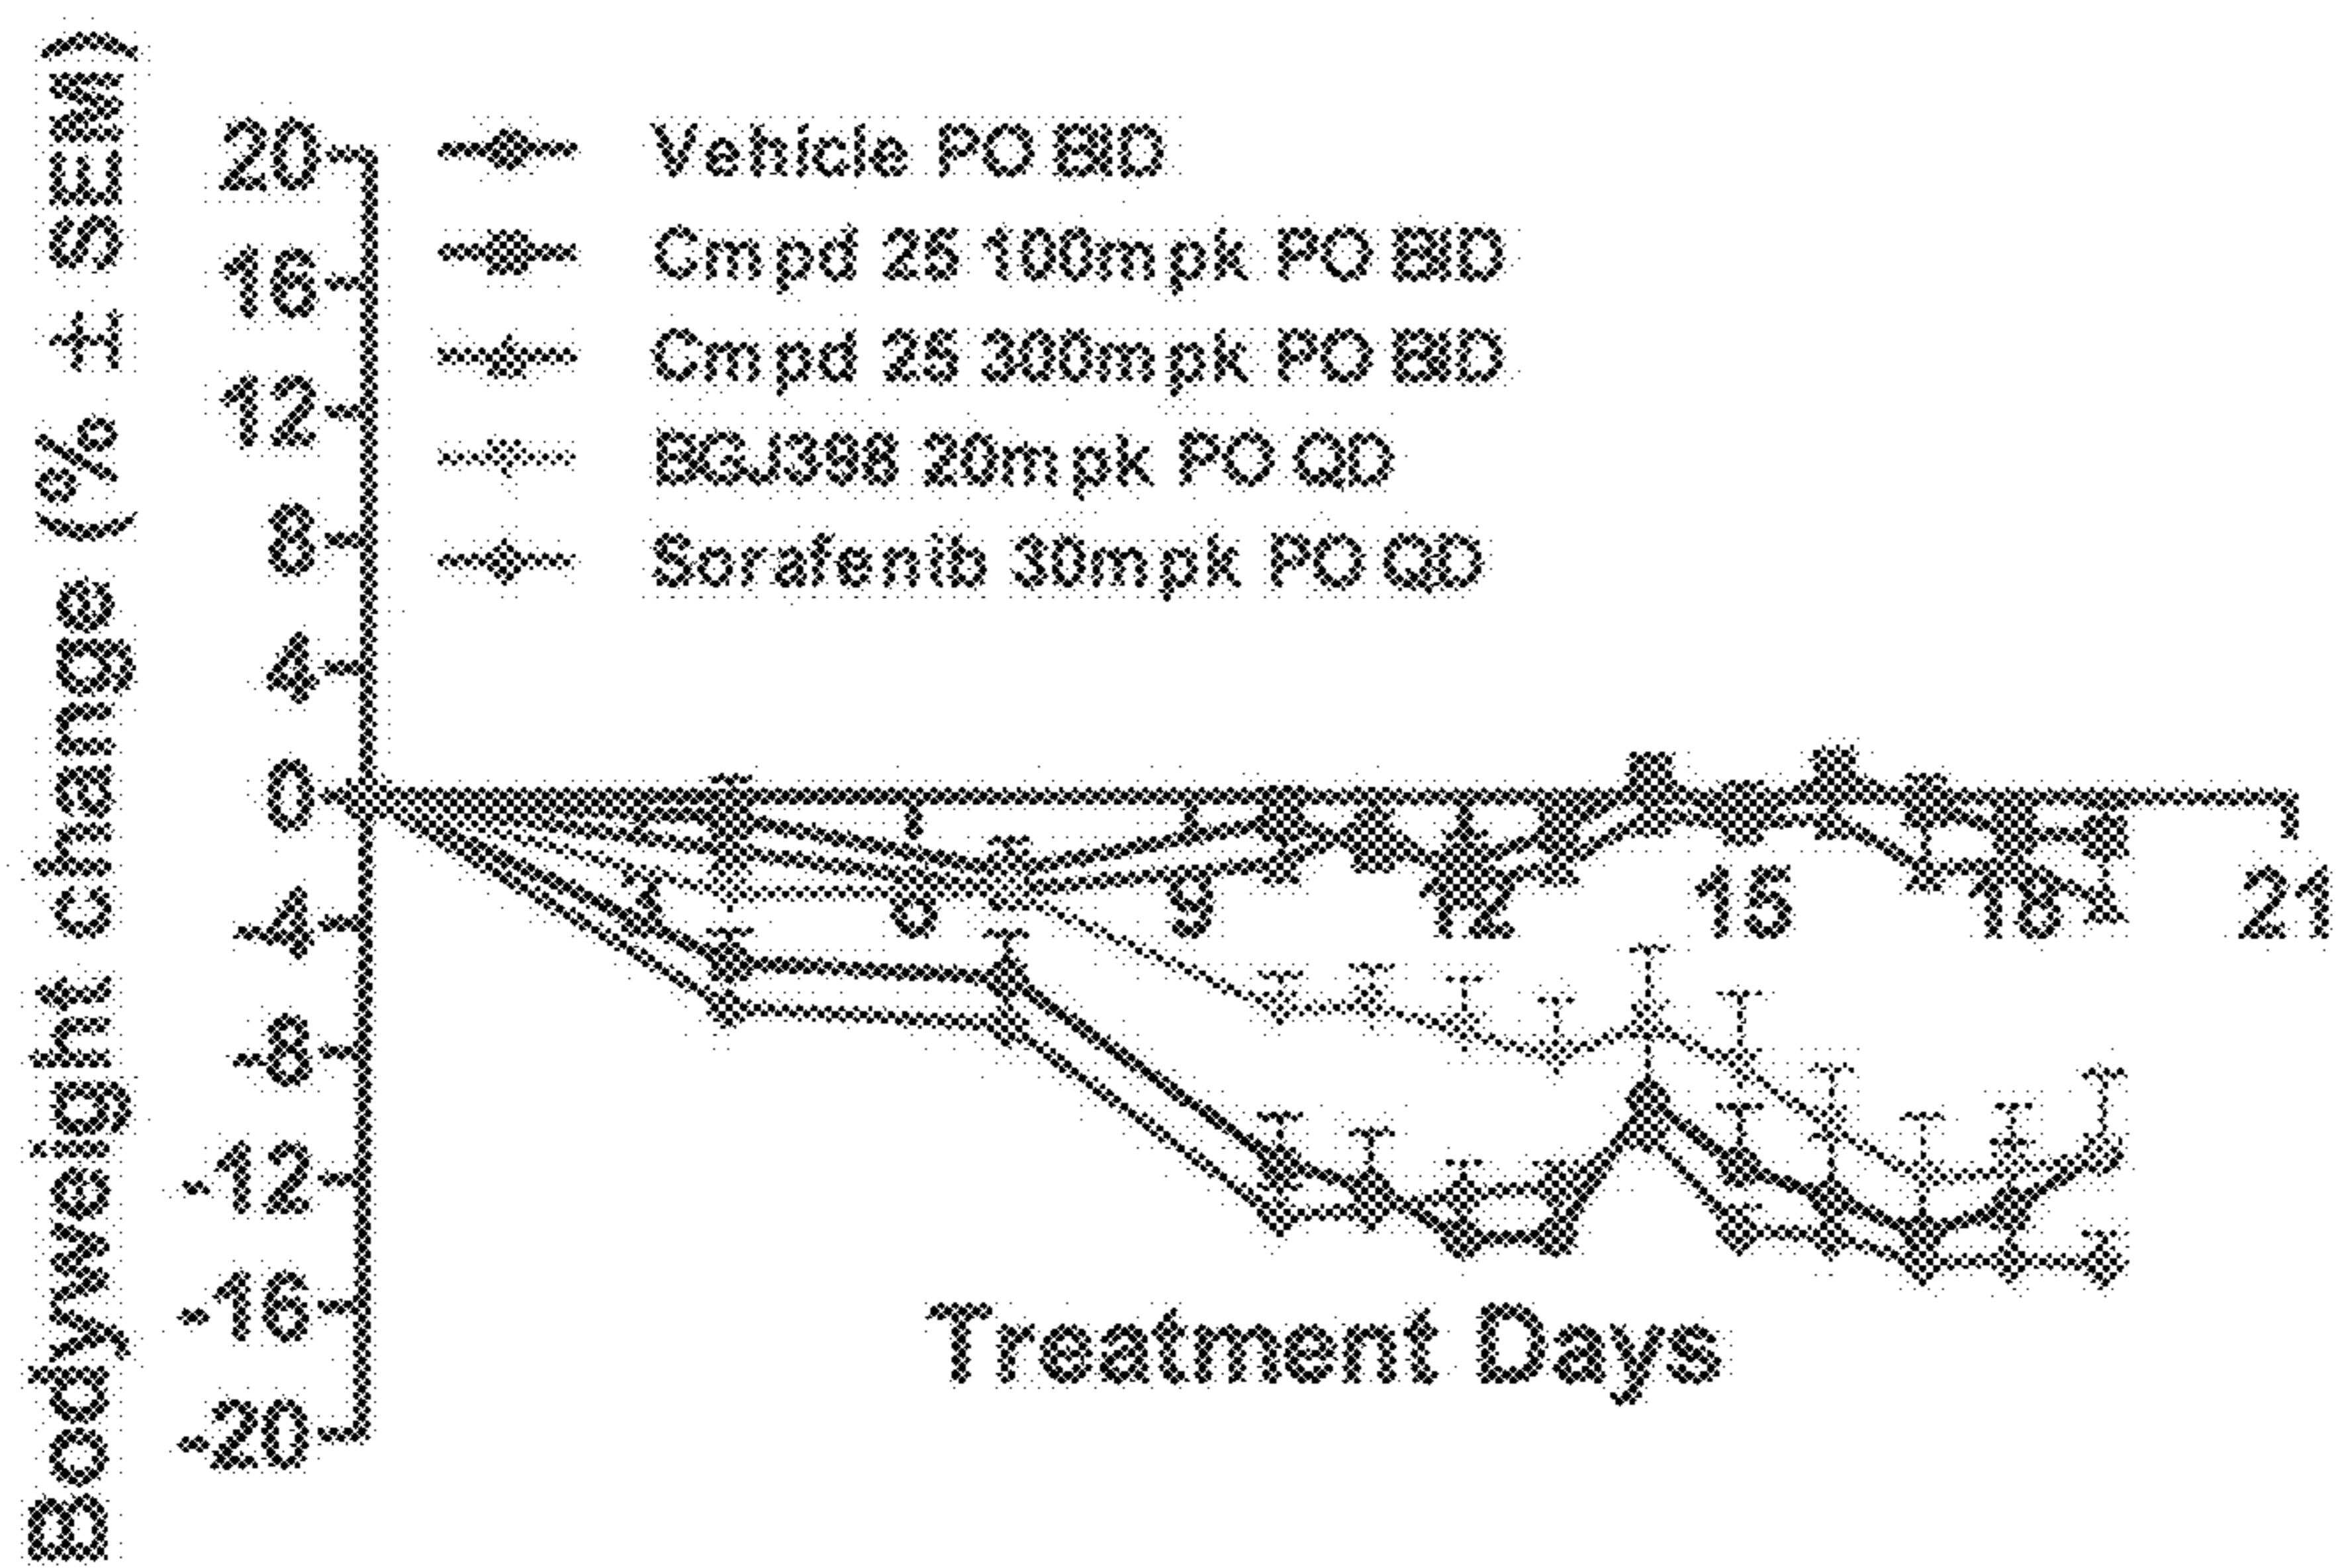 Bodyweight change (% ± SEM)
20
16
12
8
4
0
-4
-8
-12
-16
-20
Vehicle PO BID
Cmpd 25 100mpk PO BID
Cmpd 25 300mpk PO BID
BGJ398 20mpk PO QD
Sorafenib 30mpk PO QD
6
9
12
15
18
21
Treatment Days